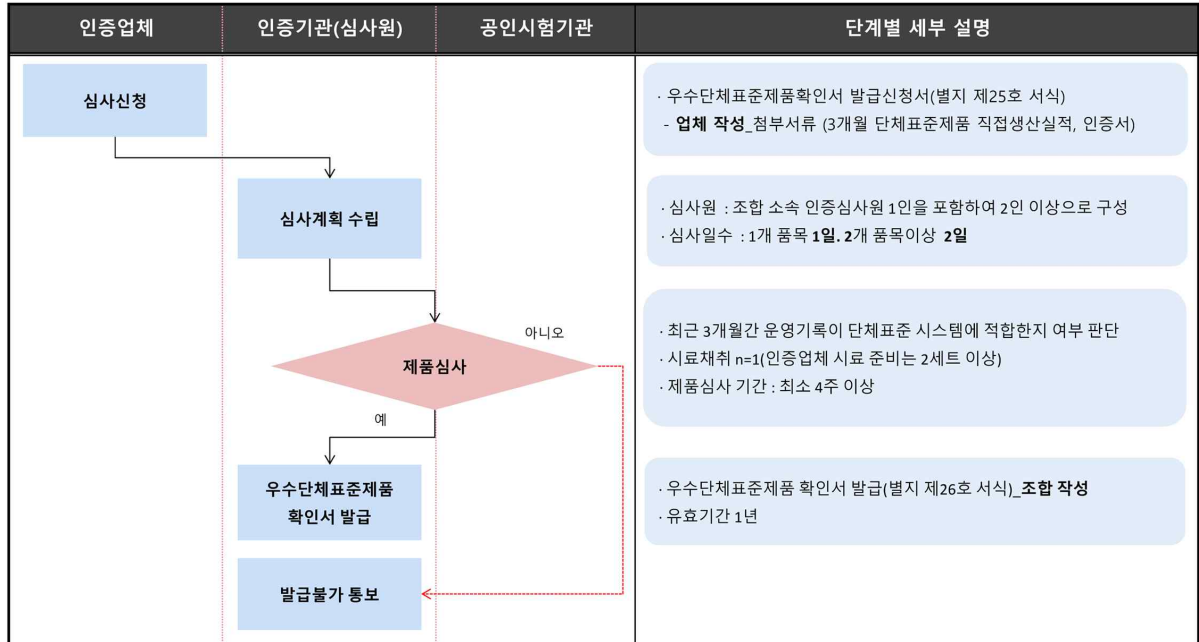 인증업체 인증기관(심사원) 공인시험기관 단계별 세부 설명
심사신청
· 우수단체표준제품확인서 발급신청서(별지 제25호 서식)
- 업체 작성_첨부서류 (3개월 단체표준제품 직접생산실적, 인증서)
심사계획 수립
· 심사원 : 조합 소속 인증심사원 1인을 포함하여 2인 이상으로 구성
· 심사일수 : 1개 품목 1일. 2개 품목이상 2일
아니오
제품심사
예
· 최근 3개월간 운영기록이 단체표준 시스템에 적합한지 여부 판단
· 시료채취 n=1(인증업체 시료 준비는 2세트 이상)
· 제품심사 기간 : 최소 4주 이상
우수단체표준제품
확인서 발급
· 우수단체표준제품 확인서 발급(별지 제26호 서식)_조합 작성
· 유효기간 1년
발급불가 통보